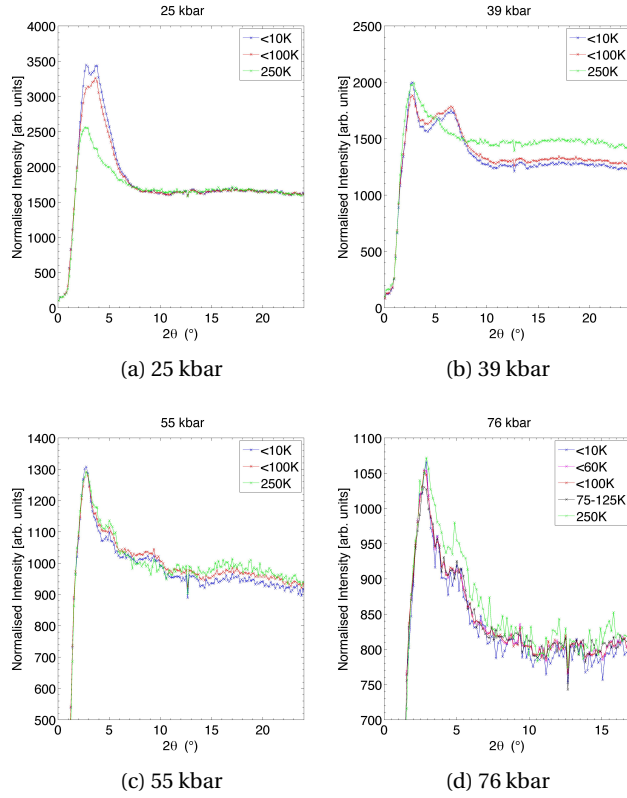 25 kbar
4000
3500
3000
2500
2000
1500
1000
500
0
0 5 10 15 20
Normalised Intensity [arb. units]
2θ (°)
<10K
<100K
250K
(a) 25 kbar
39 kbar
2500
2000
1500
1000
500
0
0 5 10 15 20
Normalised Intensity [arb. units]
2θ (°)
<10K
<100K
250K
(b) 39 kbar
55 kbar
1400
1300
1200
1100
1000
900
800
700
600
500
0 5 10 15 20
Normalised Intensity [arb. units]
2θ (°)
<10K
<100K
250K
(c) 55 kbar
76 kbar
1100
1050
1000
950
900
850
800
750
700
0 5 10 15
Normalised Intensity [arb. units]
2θ (°)
<10K
<60K
<100K
75-125K
250K
(d) 76 kbar